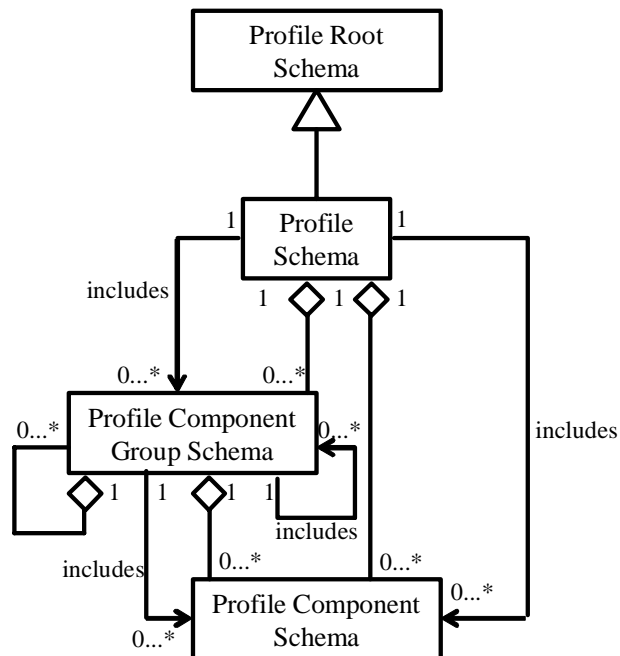 Profile Root
Schema
1
Profile
Schema
1
includes
1
1
1
0...*
0...*
0...*
Profile Component
Group Schema
0...*
includes
1
1
1
1
includes
includes
0...*
0...*
0...*
0...*
Profile Component
Schema